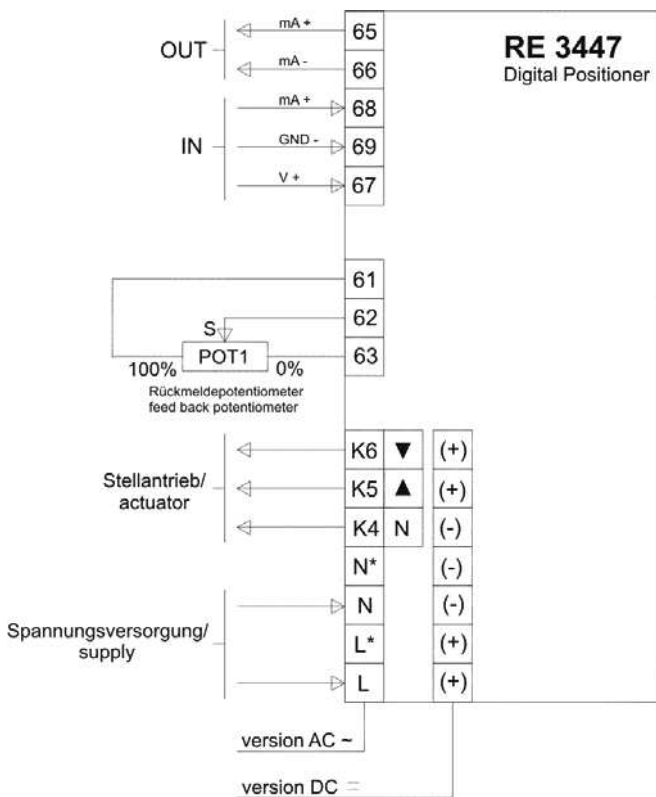 RE 3447
Digital Positioner
OUT
mA +
65
mA -
66
IN
mA +
68
GND -
69
V +
67
61
S
62
100%
POT1
0%
63
Rückmeldepotentiometer
feed back potentiometer
Stellantrieb/
actuator
K6 ▼ (+)
K5 ▲ (+)
K4 N (-)
N* (-)
Spannungsversorgung/
supply
N (-)
L* (+)
L (+)
version AC ~
version DC =